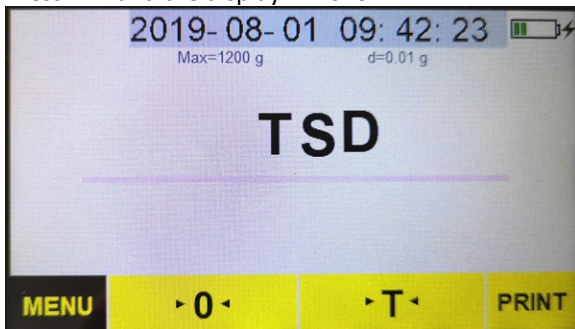 2019-08-01 09:42:23
Max=1200 g d=0.01 g
TSD
MENU ▸0◂ ▸T◂ PRINT